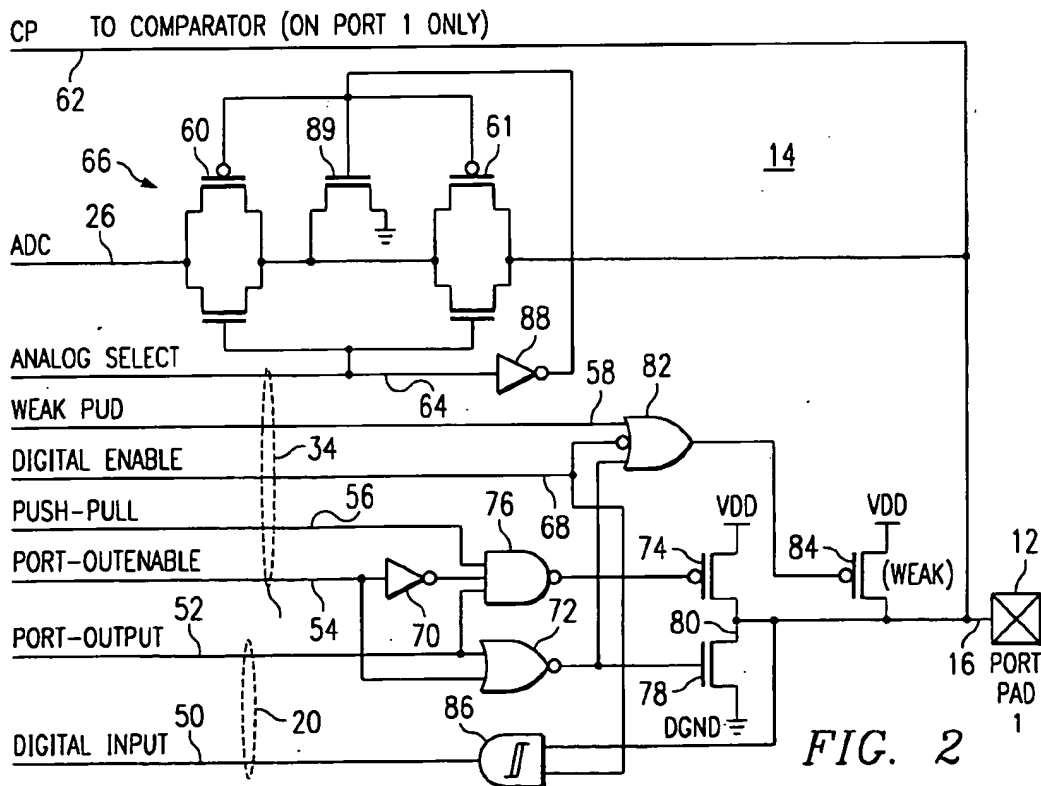 CP TO COMPARATOR (ON PORT 1 ONLY)
62
60
89
61
66
14
ADC
26
88
ANALOG SELECT
64
58
82
WEAK PUD
34
DIGITAL ENABLE
68
PUSH-PULL
56
76
VDD
VDD
PORT-OUTENABLE
74
84
(WEAK)
12
54
70
72
80
PORT-OUTPUT
52
78
16
PORT
PAD
1
20
86
DGND
50
DIGITAL INPUT
FIG. 2